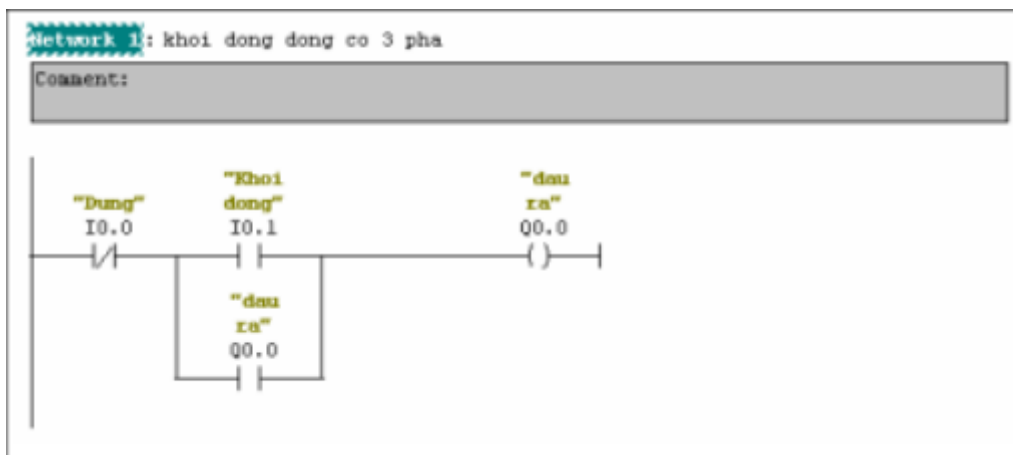 Network 1: khoi dong dong co 3 pha
Comment:
"Khoi
dong"
"dau
ra"
"Dung"
I0.0
I0.1
Q0.0
"dau
ra"
Q0.0